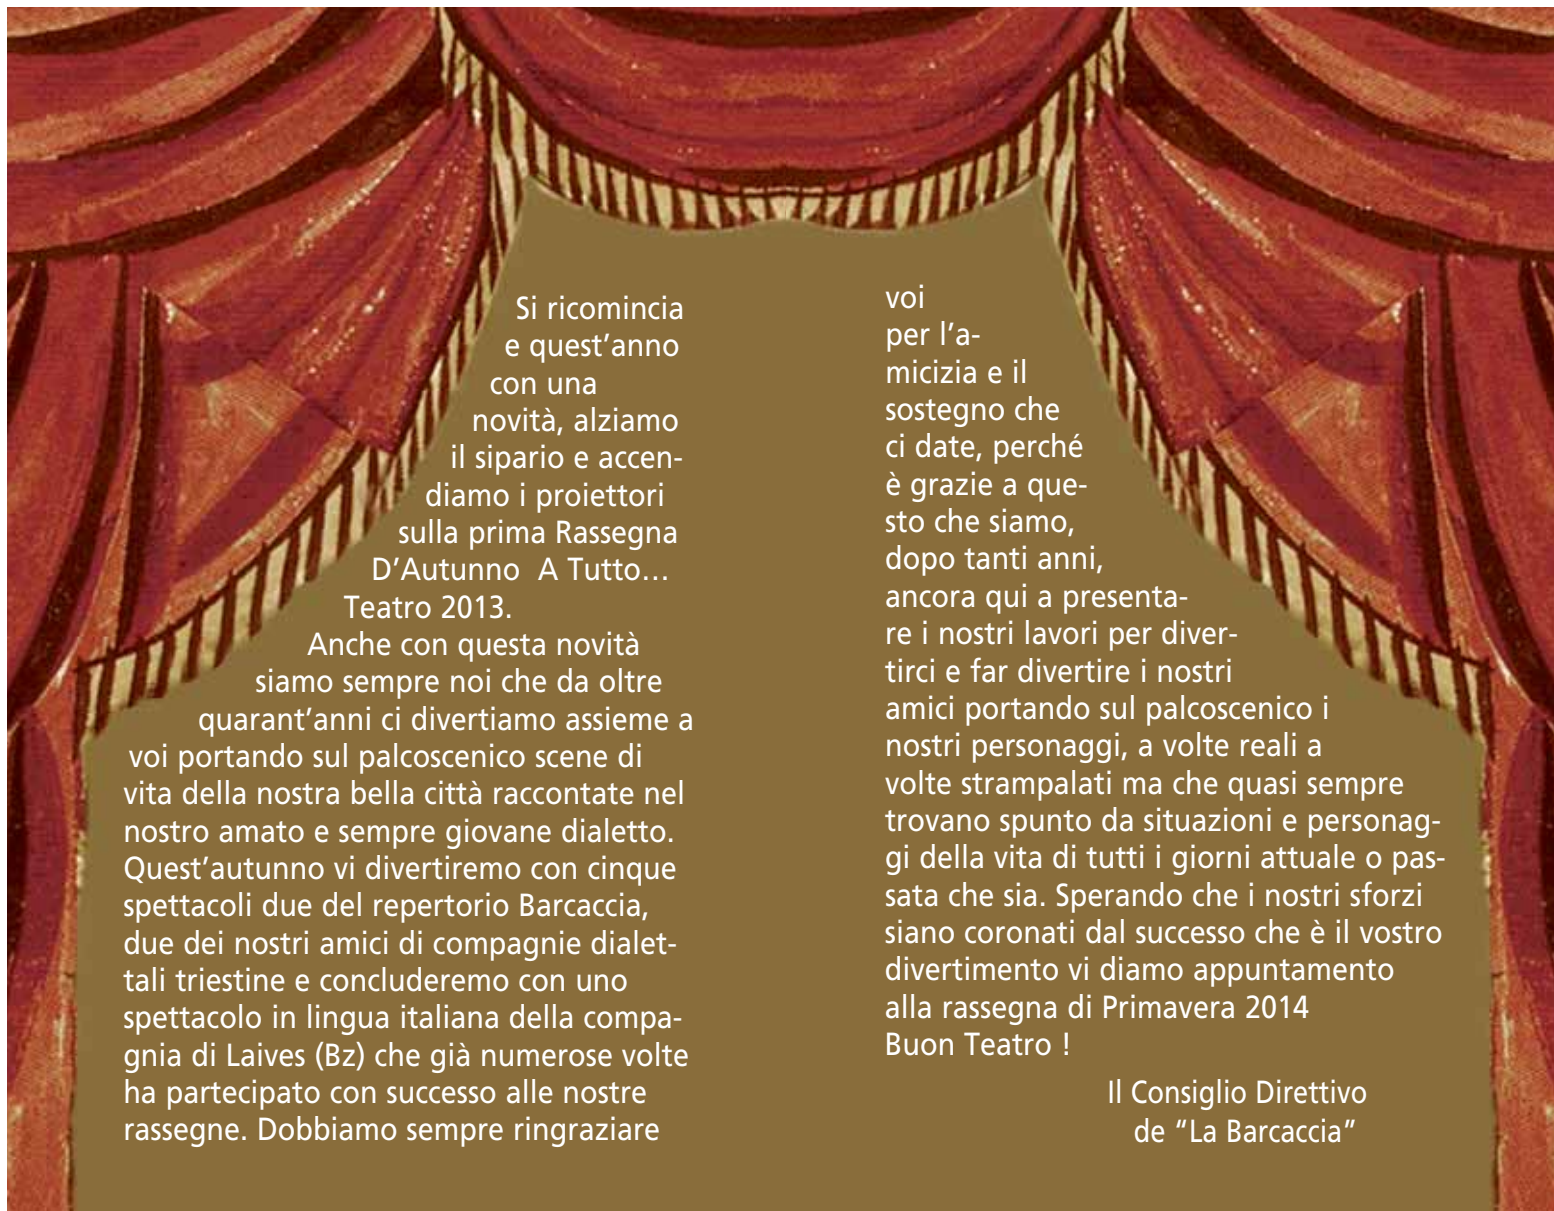 Si ricomincia
e quest'anno
con una
novità, alziamo
il sipario e accen-
diamo i proiettori
sulla prima Rassegna
D'Autunno  A Tutto...
Teatro 2013.
Anche con questa novità
siamo sempre noi che da oltre
quarant'anni ci divertiamo assieme a
voi portando sul palcoscenico scene di
vita della nostra bella città raccontate nel
nostro amato e sempre giovane dialetto.
Quest'autunno vi divertiremo con cinque
spettacoli due del repertorio Barcaccia,
due dei nostri amici di compagnie dialet-
tali triestine e concluderemo con uno
spettacolo in lingua italiana della compa-
gnia di Laives (Bz) che già numerose volte
ha partecipato con successo alle nostre
rassegne. Dobbiamo sempre ringraziare
voi
per l'a-
micizia e il
sostegno che
ci date, perché
è grazie a que-
sto che siamo,
dopo tanti anni,
ancora qui a presenta-
re i nostri lavori per diver-
tirci e far divertire i nostri
amici portando sul palcoscenico i
nostri personaggi, a volte reali a
volte strampalati ma che quasi sempre
trovano spunto da situazioni e personag-
gi della vita di tutti i giorni attuale o pas-
sata che sia. Sperando che i nostri sforzi
siano coronati dal successo che è il vostro
divertimento vi diamo appuntamento
alla rassegna di Primavera 2014
Buon Teatro !
Il Consiglio Direttivo
de “La Barcaccia”